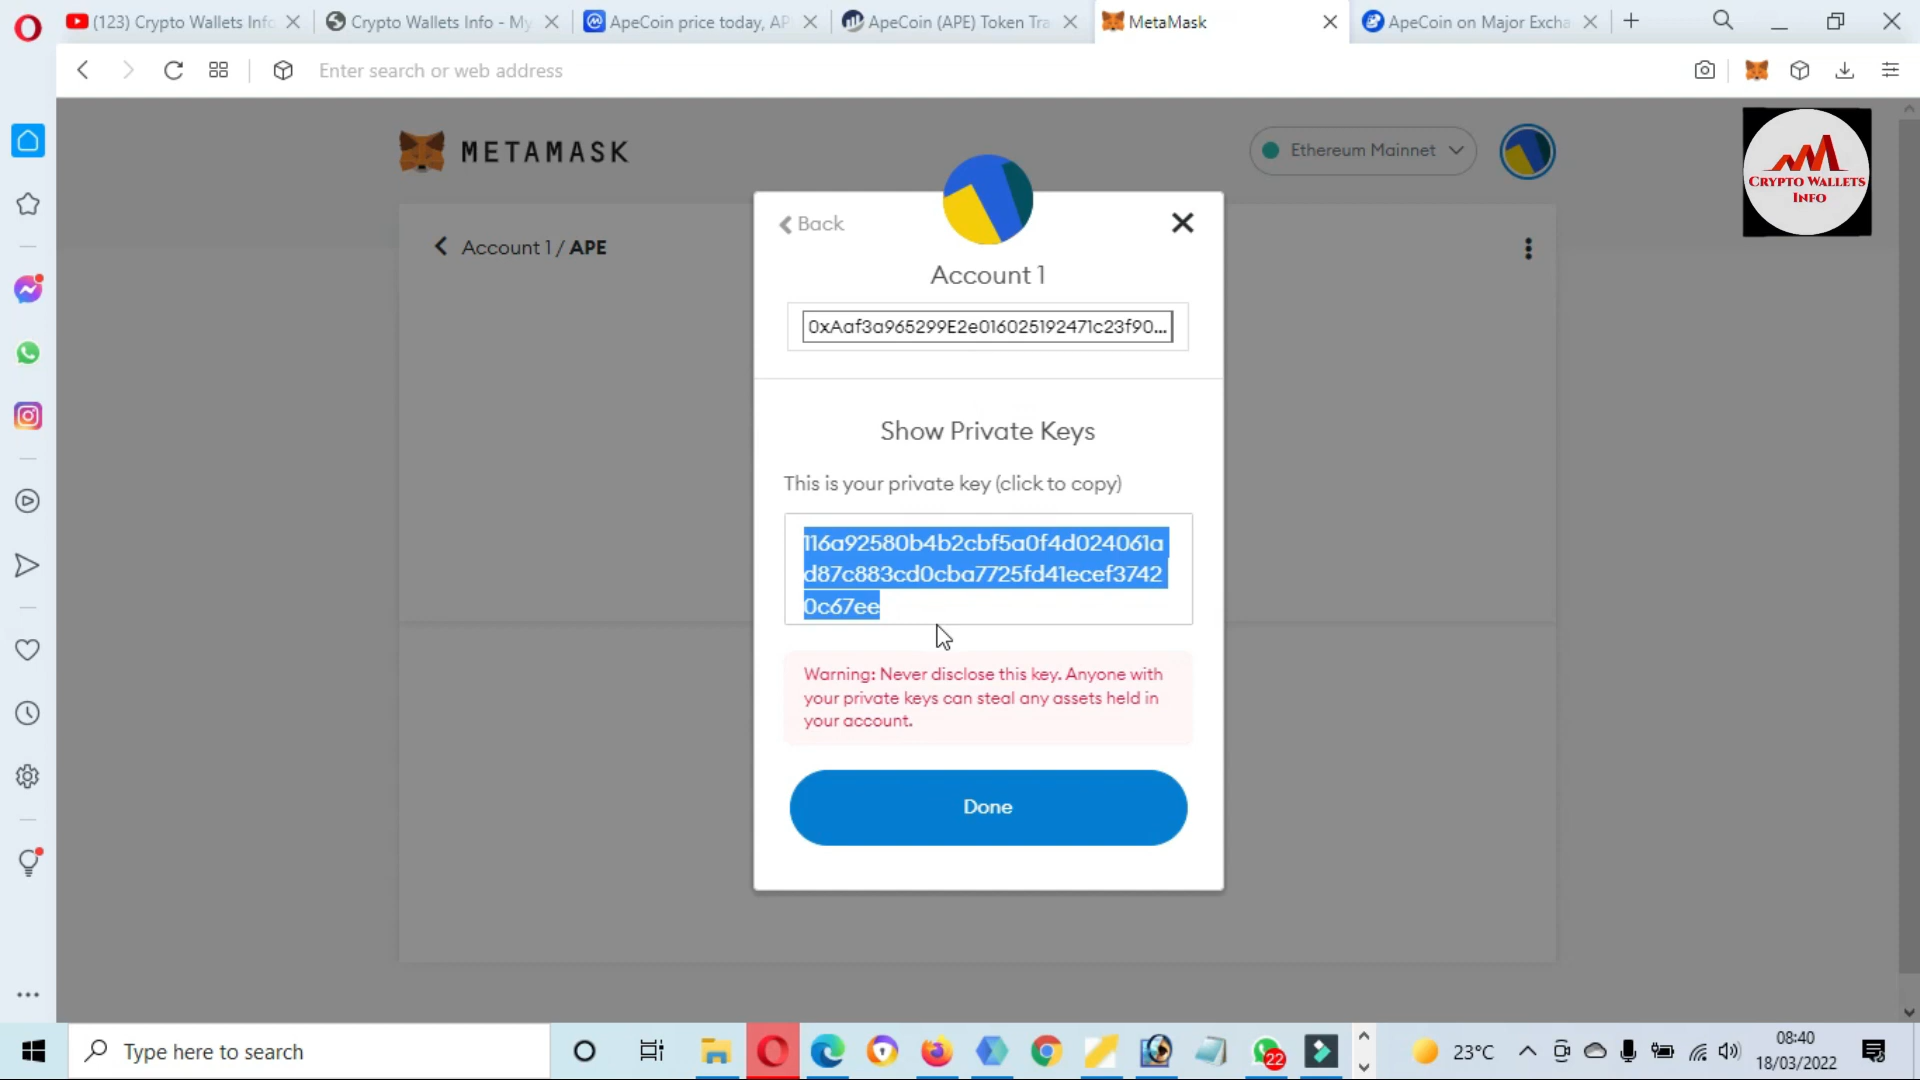 (123) Crypto Wallets Info
Crypto Wallets Info - My
ApeCoin price today, AP
ApeCoin (APE) Token Tra
MetaMask
ApeCoin on Major Excha
Enter search or web address
METAMASK
Ethereum Mainnet
CRYPTO WALLETS
INFO
Account 1 / APE
Back
Account 1
0xAaf3a965299E2e016025192471c23f90...
Show Private Keys
This is your private key (click to copy)
116a92580b4b2cbf5a0f4d024061a
d87c883cd0cba7725fd41ecef3742
0c67ee
Warning: Never disclose this key. Anyone with
your private keys can steal any assets held in
your account.
Done
Type here to search
22
23°C
08:40
18/03/2022